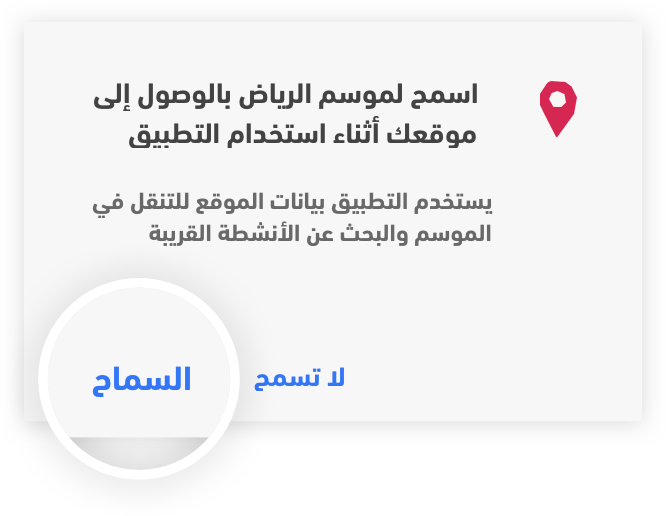 اسمح لموسم الرياض بالوصول إلى
موقعك أثناء استخدام التطبيق
يستخدم التطبيق بيانات الموقع للتنقل في
الموسم والبحث عن الأنشطة القريبة
لا تسمح
السماح